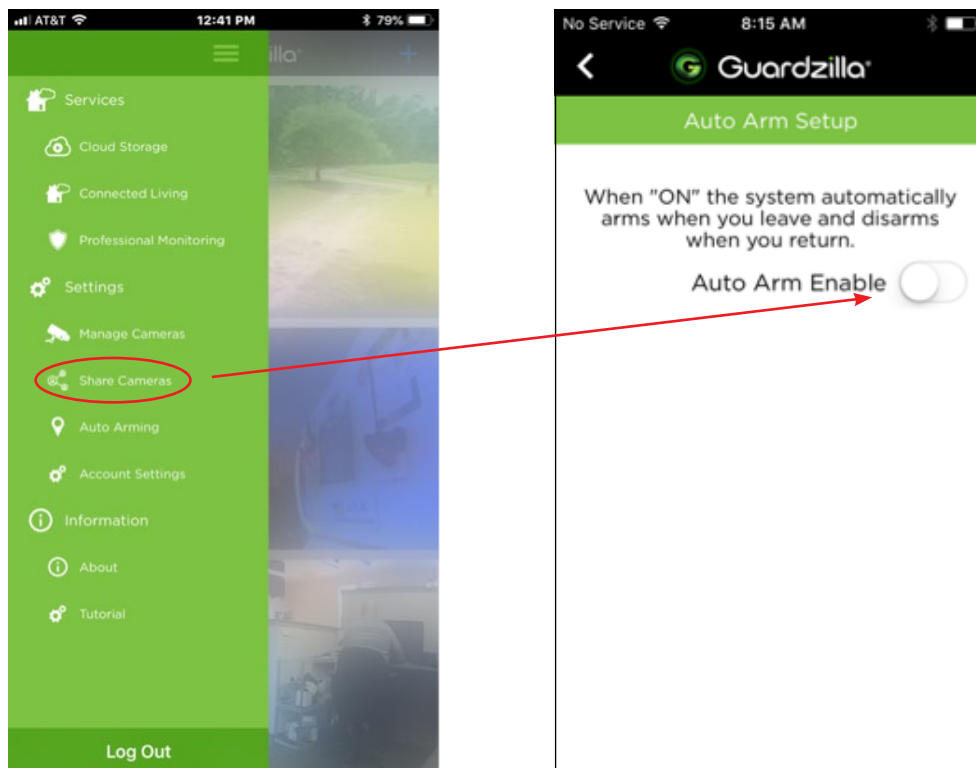 AT&T 12:41 PM 79%
illa
+
Services
Cloud Storage
Connected Living
Professional Monitoring
Settings
Manage Cameras
Share Cameras
Auto Arming
Account Settings
Information
About
Tutorial
Log Out
No Service 8:15 AM
G Guardzilla
Auto Arm Setup
When "ON" the system automatically
arms when you leave and disarms
when you return.
Auto Arm Enable